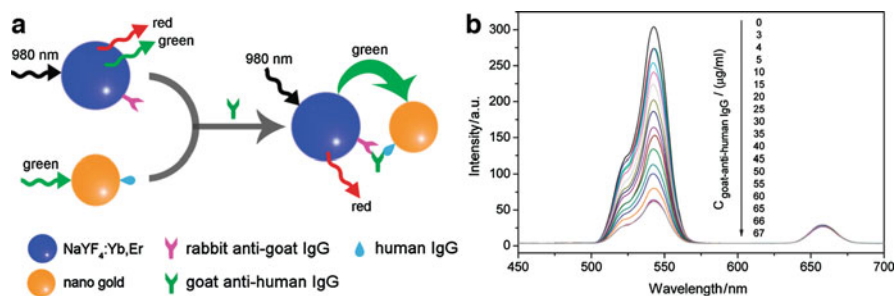 a
red
green
980 nm
green
980 nm
green
red
NaYF4:Yb,Er
rabbit anti-goat IgG
human IgG
nano gold
goat anti-human IgG
b
Intensity/a.u.
300
250
200
150
100
50
0
450 500 550 600 650 700
Wavelength/nm
C goat-anti-human IgG / (μg/ml)
0
3
4
5
10
15
20
25
30
35
40
45
50
55
60
65
66
67